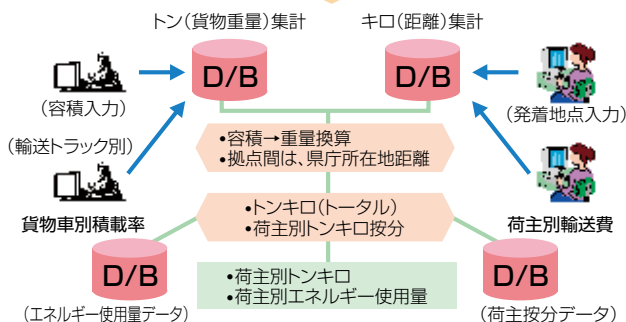 トン(貨物重量)集計
キロ(距離)集計
D/B
D/B
(容積入力)
(発着地点入力)
(輸送トラック別)
•容積→重量換算
•拠点間は、県庁所在地距離
貨物車別積載率
荷主別輸送費
•トンキロ(トータル)
•荷主別トンキロ按分
D/B
D/B
•荷主別トンキロ
•荷主別エネルギー使用量
(エネルギー使用量データ)
(荷主按分データ)